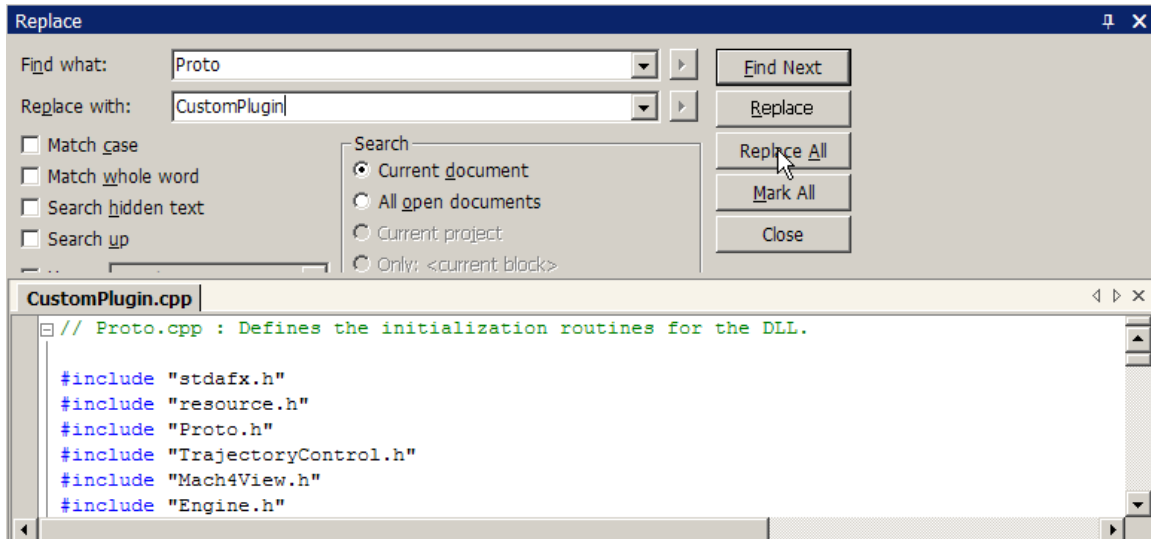 Replace
Find what: Proto Find Next
Replace with: CustomPlugin Replace
Match case Search Replace All
Match whole word Current document Mark All
Search hidden text All open documents
Search up Current project Close
Only: <current block>
CustomPlugin.cpp
// Proto.cpp : Defines the initialization routines for the DLL.
#include "stdafx.h"
#include "resource.h"
#include "Proto.h"
#include "TrajectoryControl.h"
#include "Mach4View.h"
#include "Engine.h"